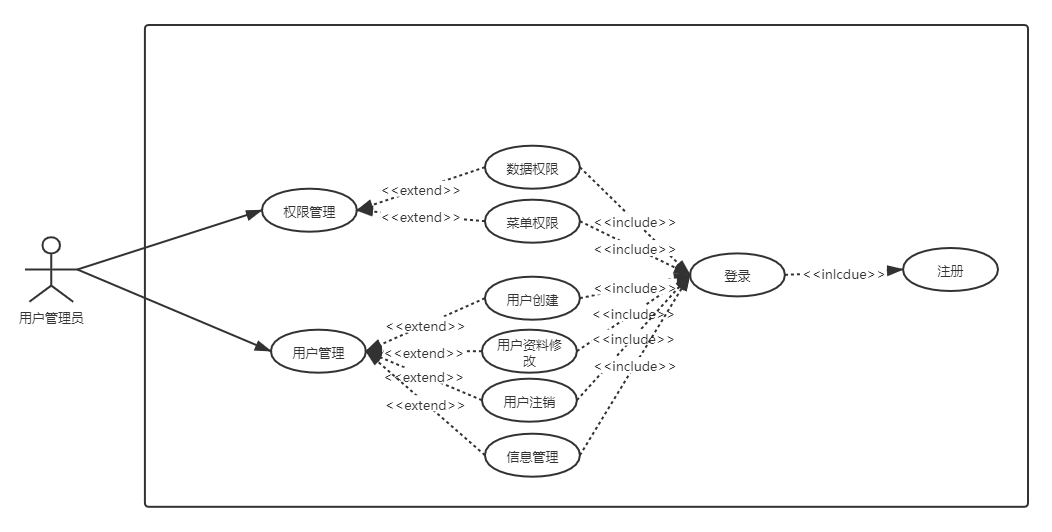 数据权限
<<extend>>
权限管理
<<extend>>
菜单权限
<<include>>
<<include>>
登录
<<inlcdue>>
注册
用户管理员
用户创建
<<include>>
<<include>>
<<extend>>
用户管理
<<extend>>
用户资料修
改
<<include>>
<<include>>
<<extend>>
用户注销
<<extend>>
信息管理